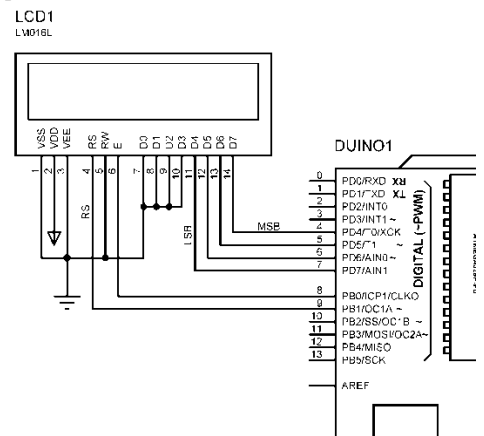 LCD1
LM016L
VSS
VDD
VEE
RS
RW
E
D0
D1
D2
D3
D4
D5
D6
D7
1
2
3
4
5
6
7
8
9
10
11
12
13
14
RS
LSB
MSB
DUINO1
0 PD0/RXD RX
1 PD1/TXD TX
2 PD2/INT0
3 PD3/INT1 ~
4 PD4/T0/XCK
5 PD5/T1 ~
6 PD6/AIN0 ~
7 PD7/AIN1
DIGITAL (~PWM)
8 PB0/ICP1/CLKO
9 PB1/OC1A ~
10 PB2/SS/OC1B ~
11 PB3/MOSI/OC2A ~
12 PB4/MISO
13 PB5/SCK
AREF